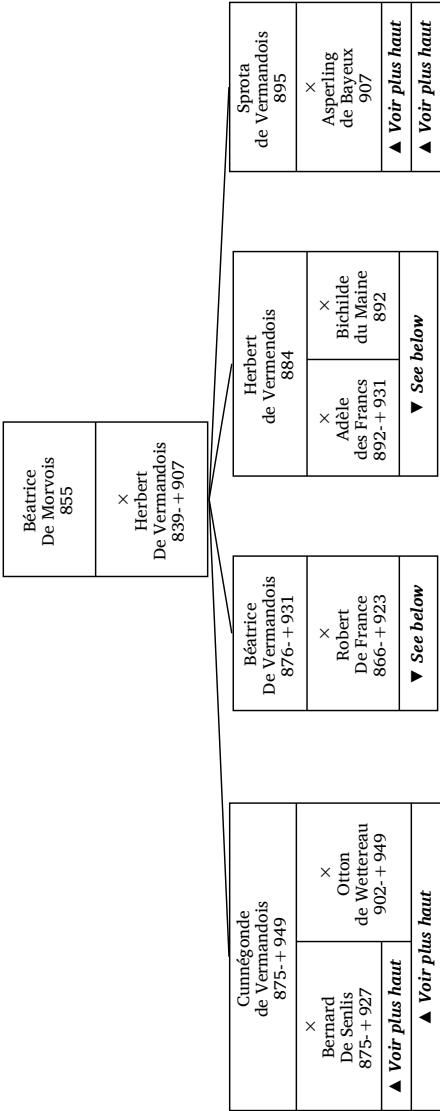 Béatrice
De Morvois
855
×
Herbert
De Vermandois
839-+907
Cunnégonde
de Vermandois
875-+949
×
Bernard
De Senlis
875-+927
▲ Voir plus haut
×
Otton
de Wettereau
902-+949
▲ Voir plus haut
Béatrice
De Vermandois
876-+931
×
Robert
De France
866-+923
▼ See below
Herbert
de Vermendois
884
×
Adèle
des Francs
892-+931
×
Bichilde
du Maine
892
▼ See below
Sprota
de Vermandois
895
×
Asperling
de Bayeux
907
▲ Voir plus haut
▲ Voir plus haut